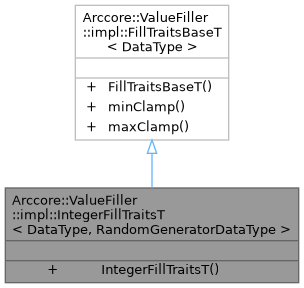 Arccore::ValueFiller
::impl::FillTraitsBaseT
< DataType >
+ FillTraitsBaseT()
+ minClamp()
+ maxClamp()
Arccore::ValueFiller
::impl::IntegerFillTraitsT
< DataType, RandomGeneratorDataType >
+ IntegerFillTraitsT()